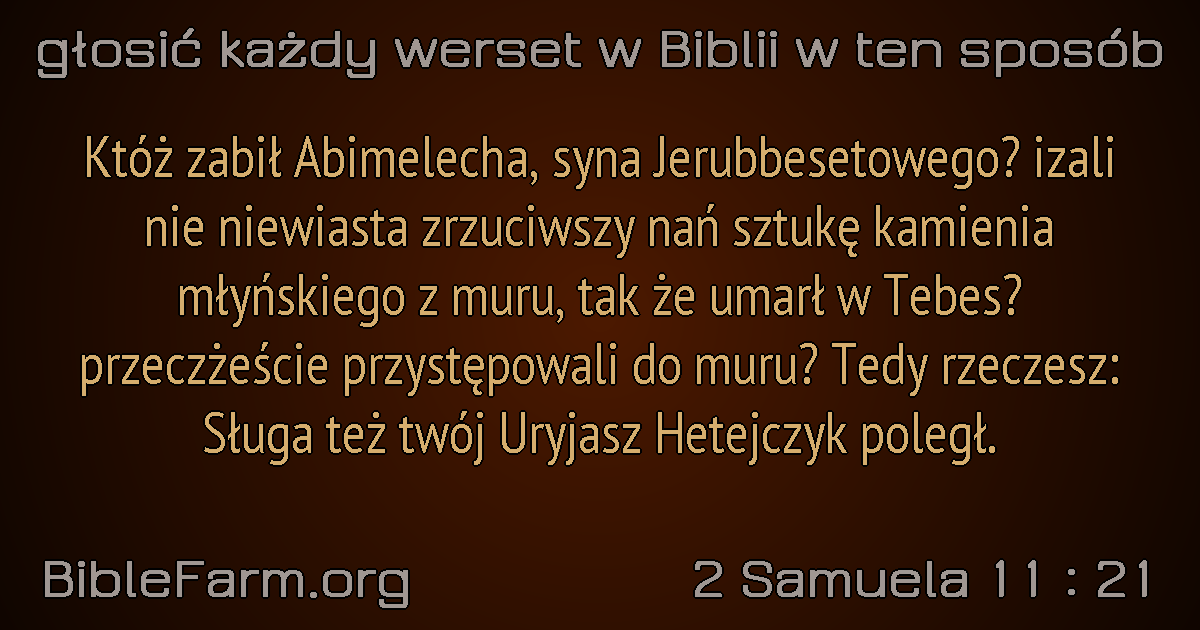 głosić każdy werset w Biblii w ten sposób
Któż zabił Abimelecha, syna Jerubbesetowego? izali
nie niewiasta zrzuciwszy nań sztukę kamienia
młyńskiego z muru, tak że umarł w Tebes?
przeczżeście przystępowali do muru? Tedy rzeczesz:
Sługa też twój Uryjasz Hetejczyk poległ.
BibleFarm.org
2 Samuela 11 : 21